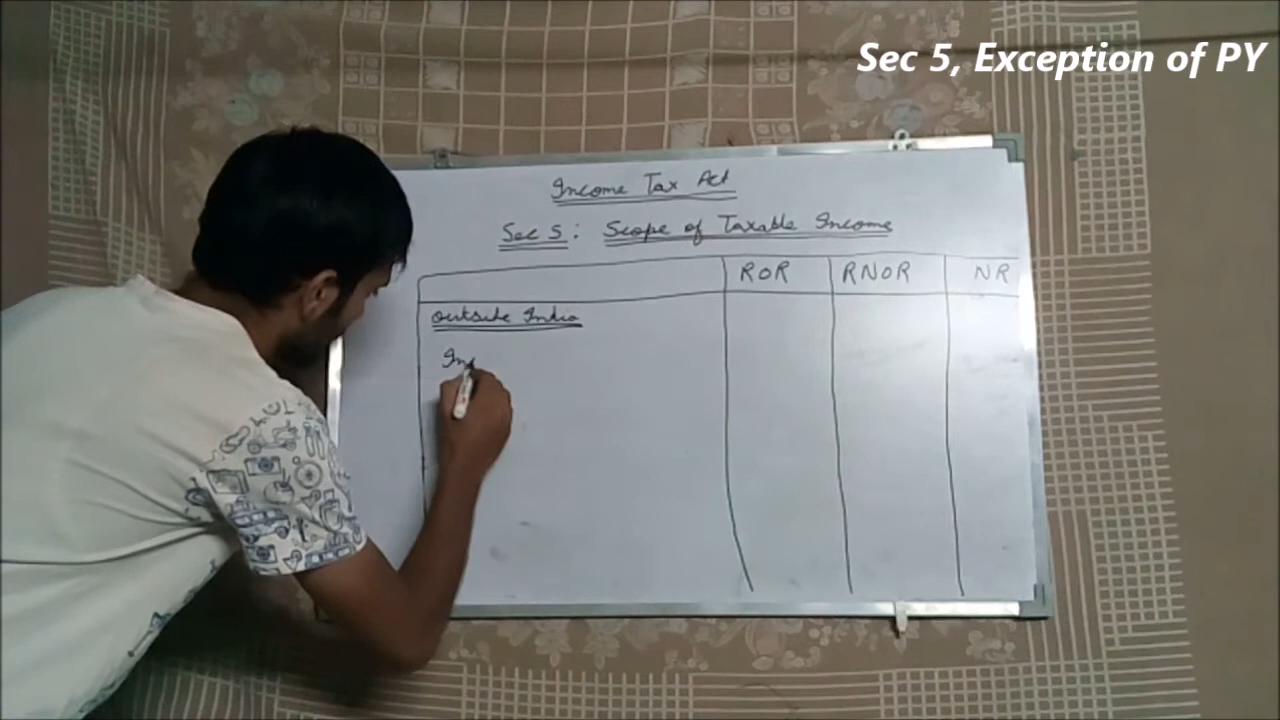 Sec 5, Exception of PY
Income Tax Act
Sec 5: Scope of Taxable Income
ROR RNOR NR
Outside India